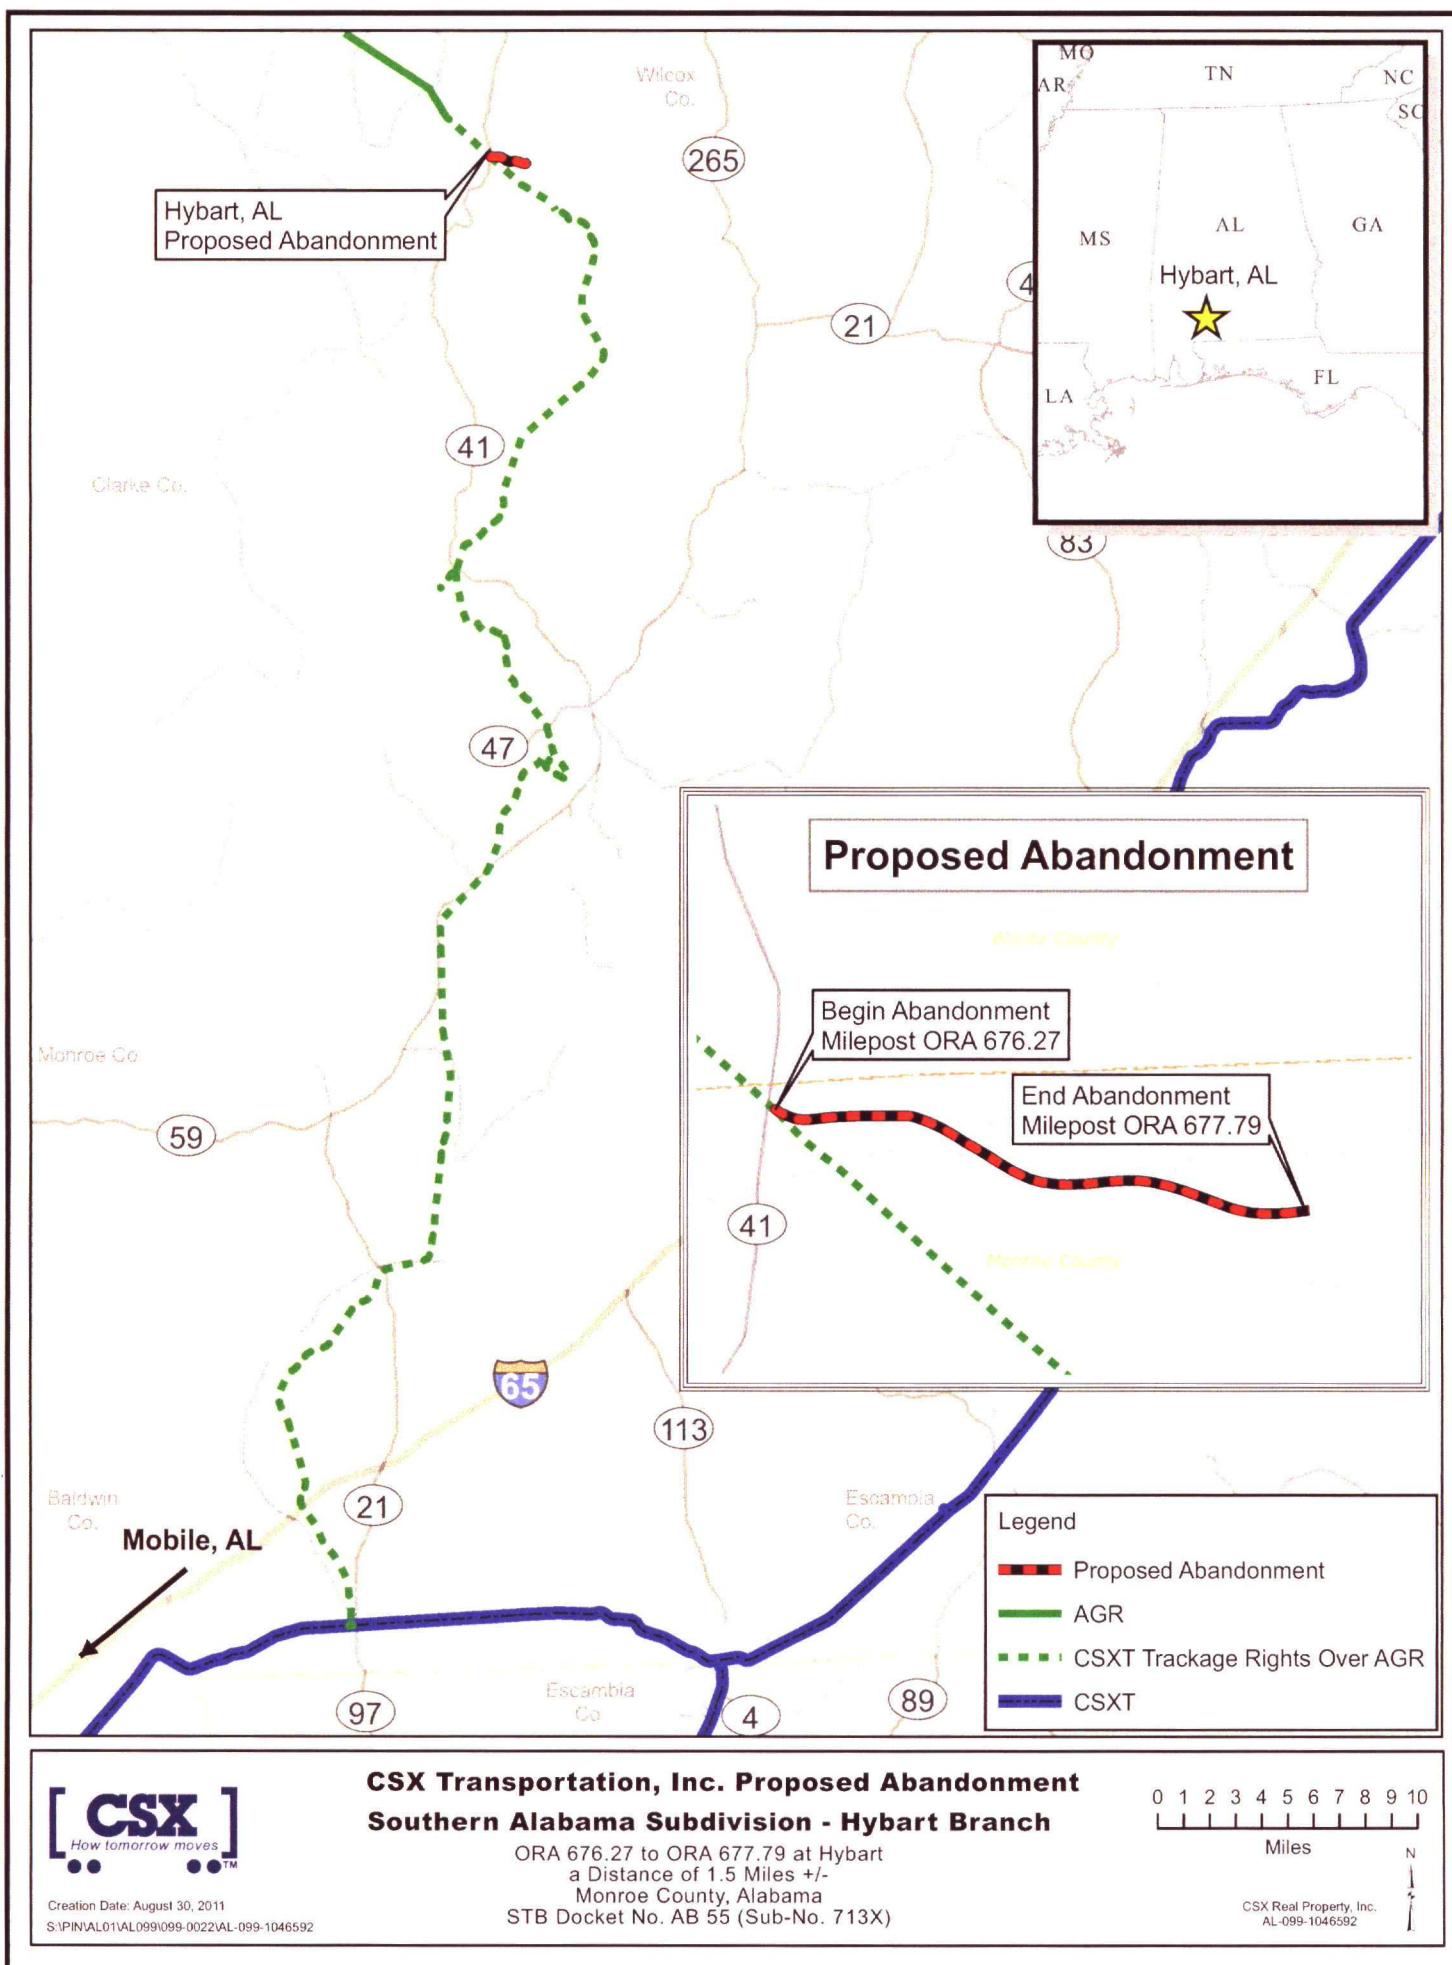 Wilcox
Co.
265
Hybart, AL
Proposed Abandonment
21
4
41
Clarke Co.
83
47
MO
AR
TN
NC
SC
MS
AL
GA
Hybart, AL
LA
FL
Proposed Abandonment
Begin Abandonment
Milepost ORA 676.27
End Abandonment
Milepost ORA 677.79
41
Monroe County
Monroe Co
59
65
113
21
Baldwin
Co.
Mobile, AL
Escambia
Co.
97
Escambia
Co
4
89
Legend
Proposed Abandonment
AGR
CSXT Trackage Rights Over AGR
CSXT
CSX
How tomorrow moves
TM
Creation Date: August 30, 2011
S:\PIN\AL01\AL099\099-0022\AL-099-1046592
CSX Transportation, Inc. Proposed Abandonment
Southern Alabama Subdivision - Hybart Branch
ORA 676.27 to ORA 677.79 at Hybart
a Distance of 1.5 Miles +/-
Monroe County, Alabama
STB Docket No. AB 55 (Sub-No. 713X)
0 1 2 3 4 5 6 7 8 9 10
Miles
N
CSX Real Property, Inc.
AL-099-1046592